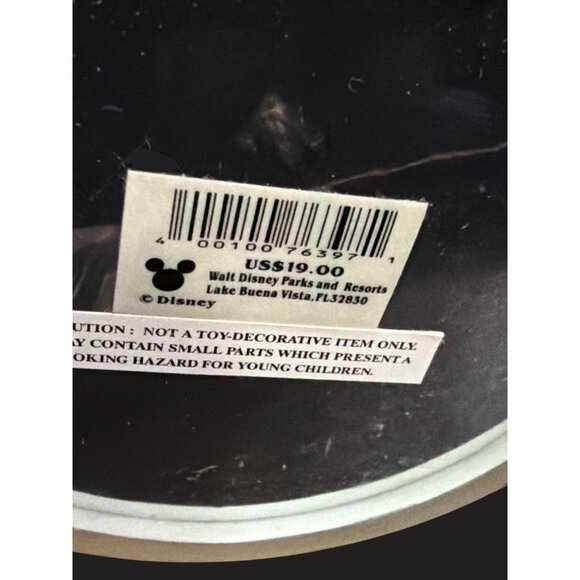 4 00100 76397 1
US$19.00
Walt Disney Parks and Resorts
Lake Buena Vista,FL32830
© Disney
UTION : NOT A TOY-DECORATIVE ITEM ONLY.
AY CONTAIN SMALL PARTS WHICH PRESENT A
OKING HAZARD FOR YOUNG CHILDREN.